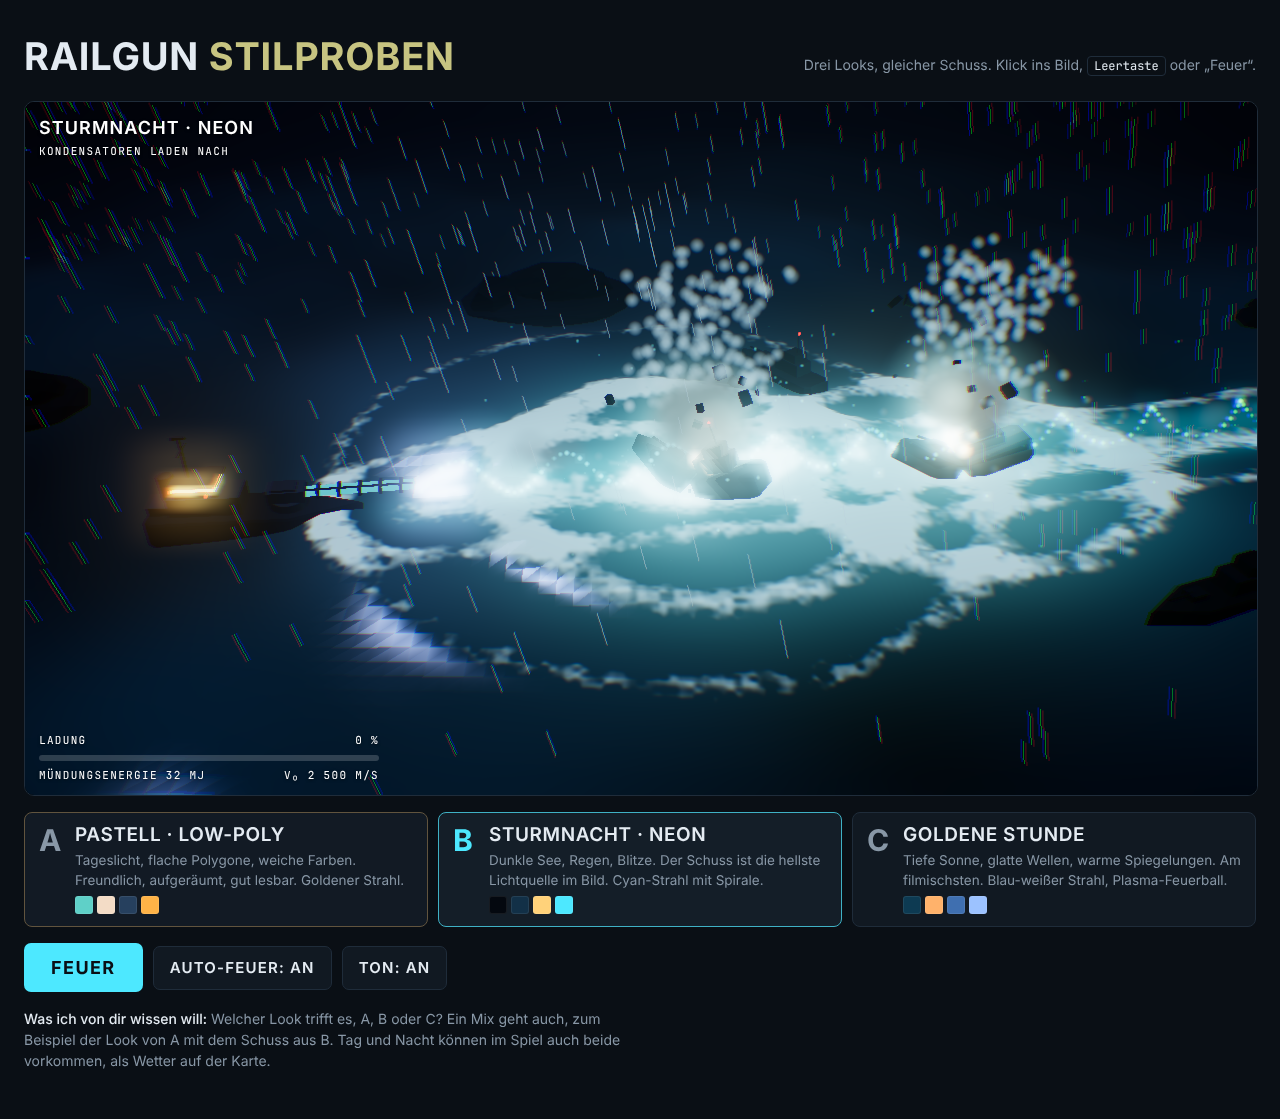 RAILGUN STILPROBEN
Drei Looks, gleicher Schuss. Klick ins Bild, Leertaste oder „Feuer“.
STURMNACHT · NEON
KONDENSATOREN LADEN NACH
LADUNG 0 %
MÜNDUNGSENERGIE 32 MJ V₀ 2 500 M/S
A PASTELL · LOW-POLY
Tageslicht, flache Polygone, weiche Farben.
Freundlich, aufgeräumt, gut lesbar. Goldener Strahl.
B STURMNACHT · NEON
Dunkle See, Regen, Blitze. Der Schuss ist die hellste
Lichtquelle im Bild. Cyan-Strahl mit Spirale.
C GOLDENE STUNDE
Tiefe Sonne, glatte Wellen, warme Spiegelungen. Am
filmischsten. Blau-weißer Strahl, Plasma-Feuerball.
FEUER
AUTO-FEUER: AN
TON: AN
Was ich von dir wissen will: Welcher Look trifft es, A, B oder C? Ein Mix geht auch, zum
Beispiel der Look von A mit dem Schuss aus B. Tag und Nacht können im Spiel auch beide
vorkommen, als Wetter auf der Karte.